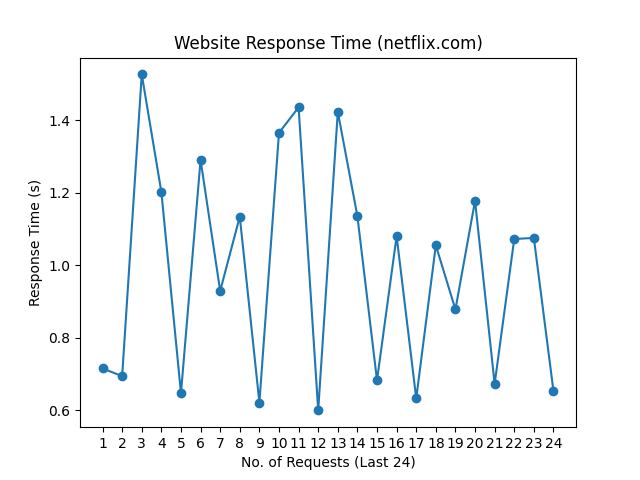 Website Response Time (netflix.com)
Response Time (s)
1.4
1.2
1.0
0.8
0.6
1 2 3 4 5 6 7 8 9 10 11 12 13 14 15 16 17 18 19 20 21 22 23 24
No. of Requests (Last 24)